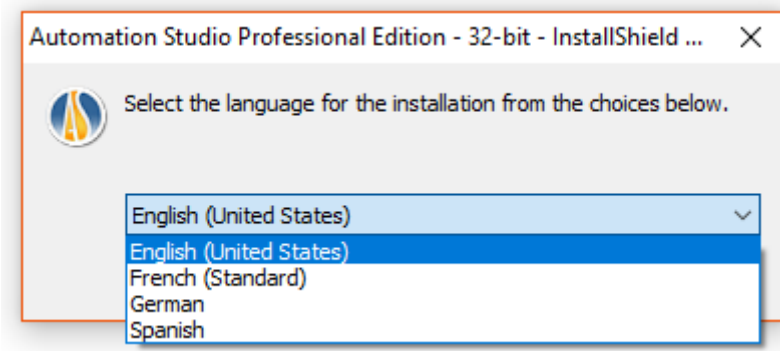 Automation Studio Professional Edition - 32-bit - InstallShield ...
Select the language for the installation from the choices below.
English (United States)
English (United States)
French (Standard)
German
Spanish